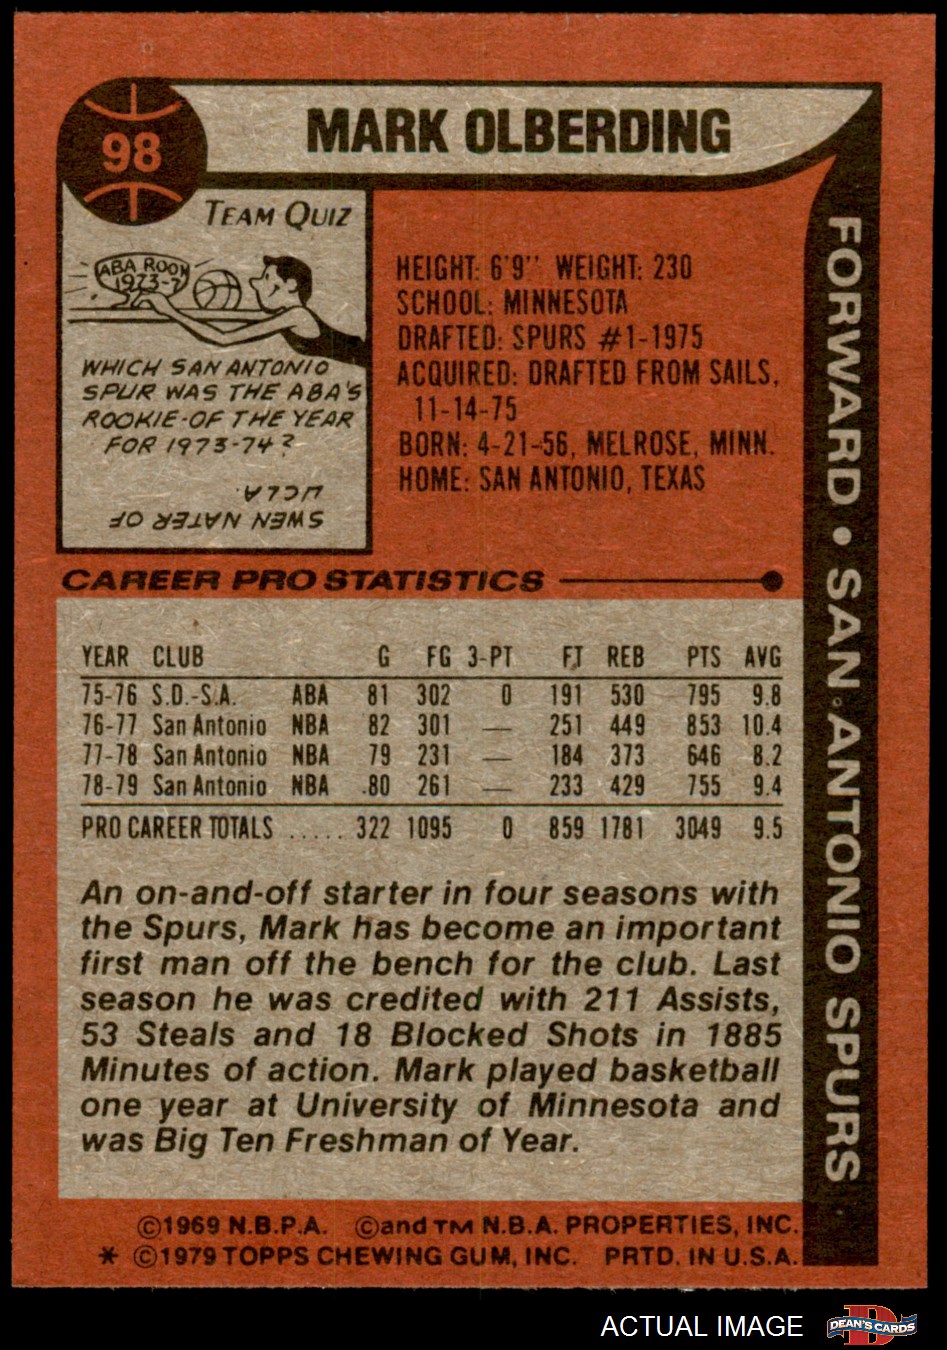 98
MARK OLBERDING
TEAM QUIZ
ABA ROOK
1973-7
WHICH SAN ANTONIO
SPUR WAS THE ABA'S
ROOKIE-OF THE YEAR
FOR 1973-74?
SWEN NATER OF
UCLA.
HEIGHT: 6'9" WEIGHT: 230
SCHOOL: MINNESOTA
DRAFTED: SPURS #1-1975
ACQUIRED: DRAFTED FROM SAILS,
11-14-75
BORN: 4-21-56, MELROSE, MINN.
HOME: SAN ANTONIO, TEXAS
FORWARD • SAN ANTONIO SPURS
CAREER PRO STATISTICS
YEAR CLUB G FG 3-PT FT REB PTS AVG
75-76 S.D.-S.A. ABA 81 302 0 191 530 795 9.8
76-77 San Antonio NBA 82 301 — 251 449 853 10.4
77-78 San Antonio NBA 79 231 — 184 373 646 8.2
78-79 San Antonio NBA 80 261 — 233 429 755 9.4
PRO CAREER TOTALS ..... 322 1095 0 859 1781 3049 9.5
An on-and-off starter in four seasons with
the Spurs, Mark has become an important
first man off the bench for the club. Last
season he was credited with 211 Assists,
53 Steals and 18 Blocked Shots in 1885
Minutes of action. Mark played basketball
one year at University of Minnesota and
was Big Ten Freshman of Year.
©1969 N.B.P.A. ©and TM N.B.A. PROPERTIES, INC.
* ©1979 TOPPS CHEWING GUM, INC. PRTD. IN U.S.A.
ACTUAL IMAGE
DEAN'S CARDS